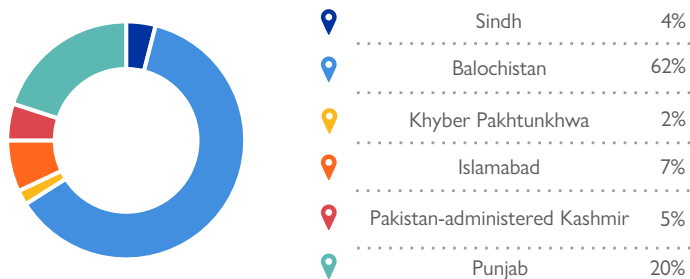 Sindh 4%
Balochistan 62%
Khyber Pakhtunkhwa 2%
Islamabad 7%
Pakistan-administered Kashmir 5%
Punjab 20%